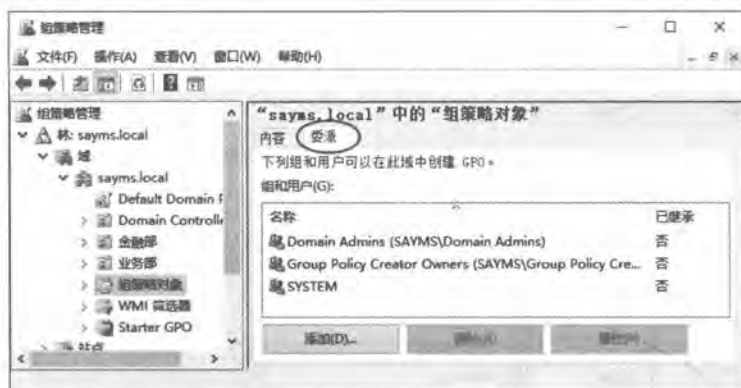 组策略管理
文件(F) 操作(A) 查看(V) 窗口(W) 帮助(H)
组策略管理
林: sayms.local
域
sayms.local
Default Domain P
Domain Controlle
金融部
业务部
组策略对象
WMI 筛选器
Starter GPO
站点
“sayms.local”中的“组策略对象”
内容 委派
下列组和用户可以在此域中创建 GPO。
组和用户(G):
名称 已继承
Domain Admins (SAYMS\Domain Admins) 否
Group Policy Creator Owners (SAYMS\Group Policy Cre... 否
SYSTEM 否
添加(D)...